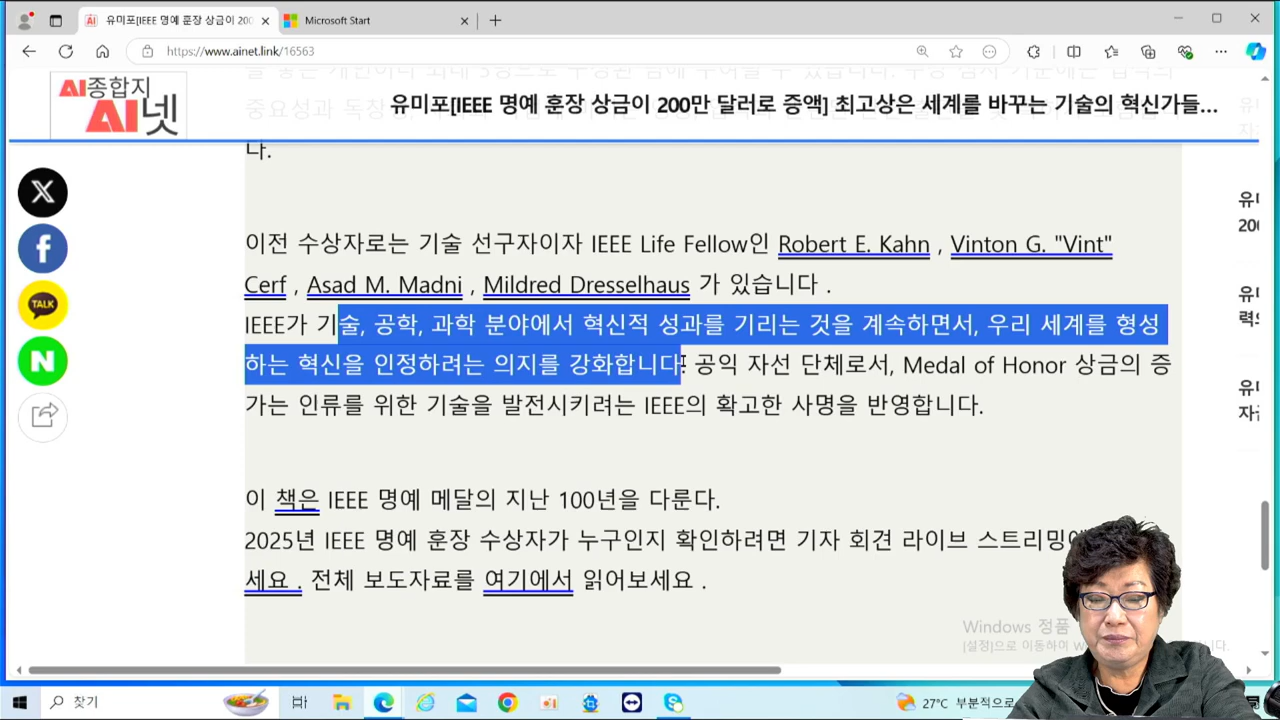 유미포[IEEE 명예 훈장 상금이 200
Microsoft Start
https://www.ainet.link/16563
AI종합지
AI넷
유미포[IEEE 명예 훈장 상금이 200만 달러로 증액] 최고상은 세계를 바꾸는 기술의 혁신가들...
다.
이전 수상자로는 기술 선구자이자 IEEE Life Fellow인 Robert E. Kahn , Vinton G. "Vint"
Cerf , Asad M. Madni , Mildred Dresselhaus 가 있습니다 .
IEEE가 기술, 공학, 과학 분야에서 혁신적 성과를 기리는 것을 계속하면서, 우리 세계를 형성
하는 혁신을 인정하려는 의지를 강화합니다. 공익 자선 단체로서, Medal of Honor 상금의 증
가는 인류를 위한 기술을 발전시키려는 IEEE의 확고한 사명을 반영합니다.
이 책은 IEEE 명예 메달의 지난 100년을 다룬다.
2025년 IEEE 명예 훈장 수상자가 누구인지 확인하려면 기자 회견 라이브 스트리밍에
세요 . 전체 보도자료를 여기에서 읽어보세요 .
TALK
N
Windows 정품
[설정]으로 이동하여
찾기
27°C 부분적으로